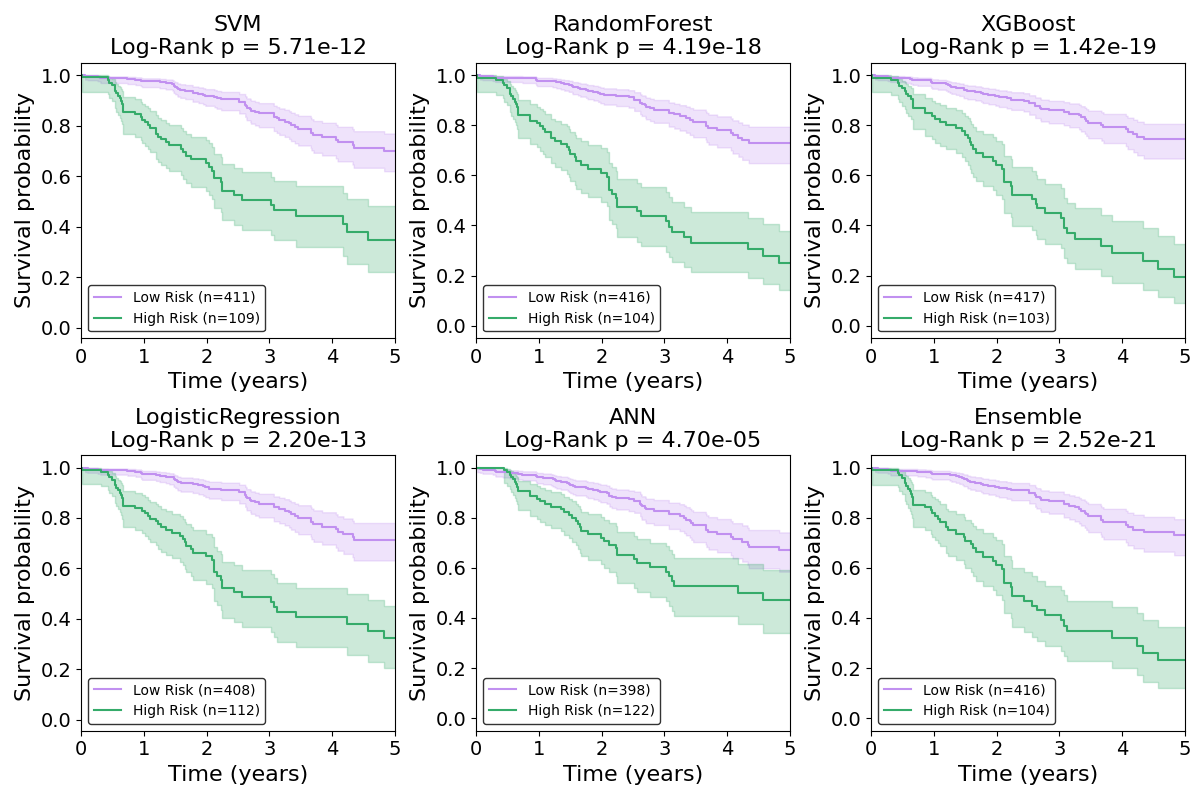 SVM
Log-Rank p = 5.71e-12
Survival probability
1.0
0.8
0.6
0.4
0.2
0.0
Low Risk (n=411)
High Risk (n=109)
0 1 2 3 4 5
Time (years)
RandomForest
Log-Rank p = 4.19e-18
Survival probability
1.0
0.8
0.6
0.4
0.2
0.0
Low Risk (n=416)
High Risk (n=104)
0 1 2 3 4 5
Time (years)
XGBoost
Log-Rank p = 1.42e-19
Survival probability
1.0
0.8
0.6
0.4
0.2
0.0
Low Risk (n=417)
High Risk (n=103)
0 1 2 3 4 5
Time (years)
LogisticRegression
Log-Rank p = 2.20e-13
Survival probability
1.0
0.8
0.6
0.4
0.2
0.0
Low Risk (n=408)
High Risk (n=112)
0 1 2 3 4 5
Time (years)
ANN
Log-Rank p = 4.70e-05
Survival probability
1.0
0.8
0.6
0.4
0.2
0.0
Low Risk (n=398)
High Risk (n=122)
0 1 2 3 4 5
Time (years)
Ensemble
Log-Rank p = 2.52e-21
Survival probability
1.0
0.8
0.6
0.4
0.2
0.0
Low Risk (n=416)
High Risk (n=104)
0 1 2 3 4 5
Time (years)